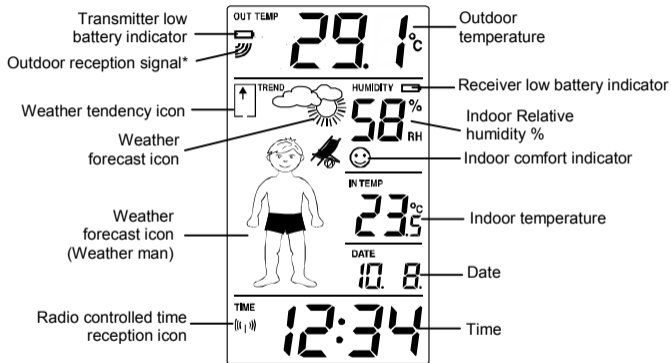 Transmitter low
battery indicator
Outdoor reception signal*
Weather tendency icon
Weather
forecast icon
Weather
forecast icon
(Weather man)
Radio controlled time
reception icon
OUT TEMP
29.1°C
TREND
HUMIDITY
58%
RH
IN TEMP
23.5°C
DATE
10. 8.
TIME
12:34
Outdoor
temperature
Receiver low battery indicator
Indoor Relative
humidity %
Indoor comfort indicator
Indoor temperature
Date
Time